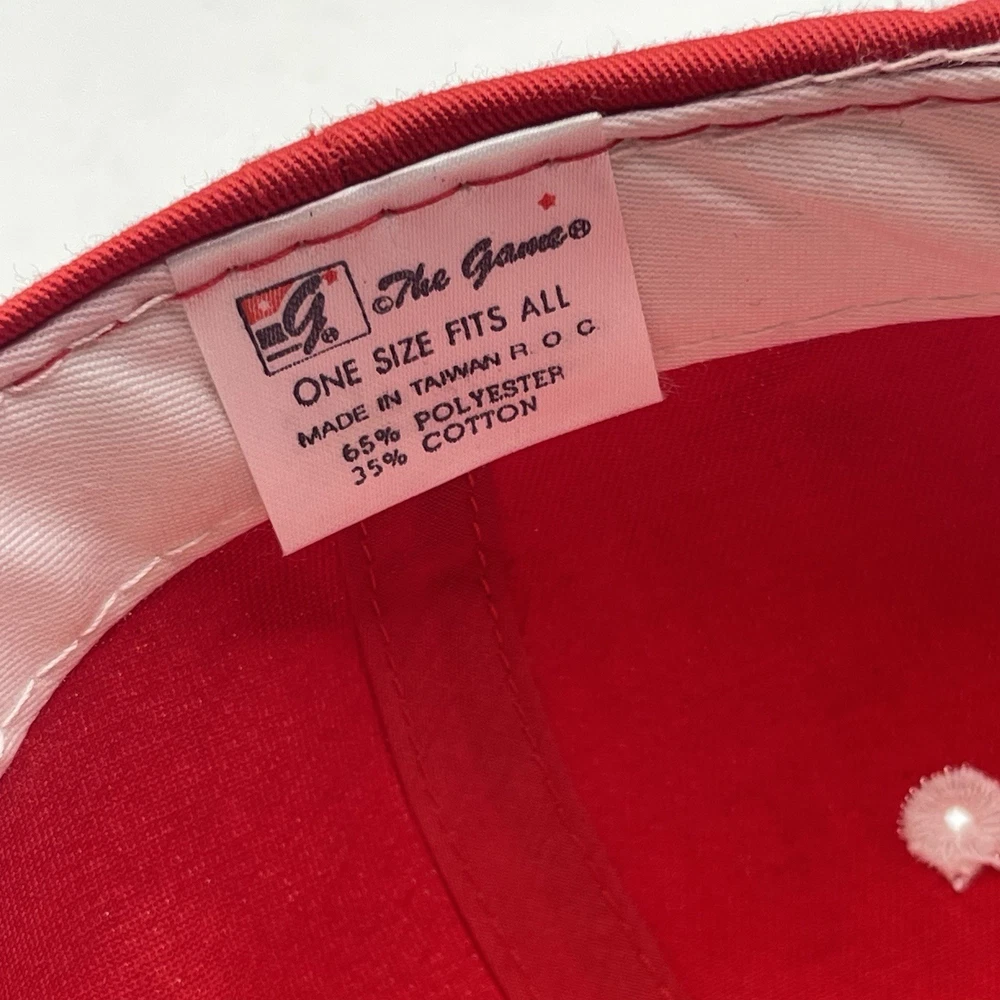 G®
©The Game®
ONE SIZE FITS ALL
MADE IN TAIWAN R. O C
65% POLYESTER
35% COTTON